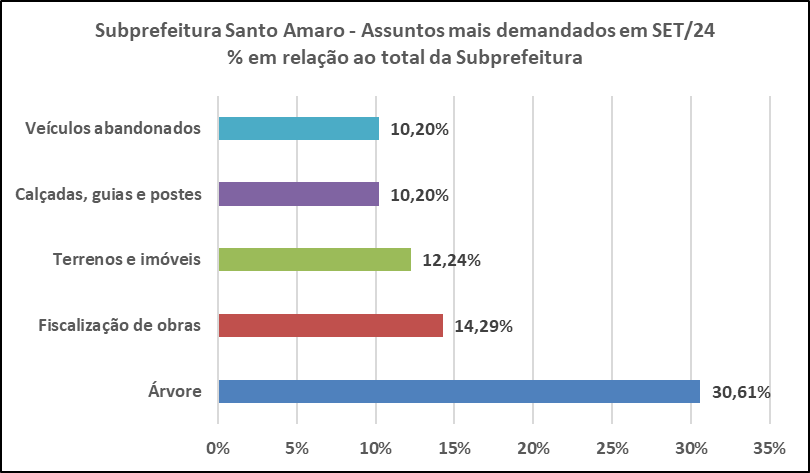 Subprefeitura Santo Amaro - Assuntos mais demandados em SET/24
% em relação ao total da Subprefeitura
Veículos abandonados 10,20%
Calçadas, guias e postes 10,20%
Terrenos e imóveis 12,24%
Fiscalização de obras 14,29%
Árvore 30,61%
0% 5% 10% 15% 20% 25% 30% 35%